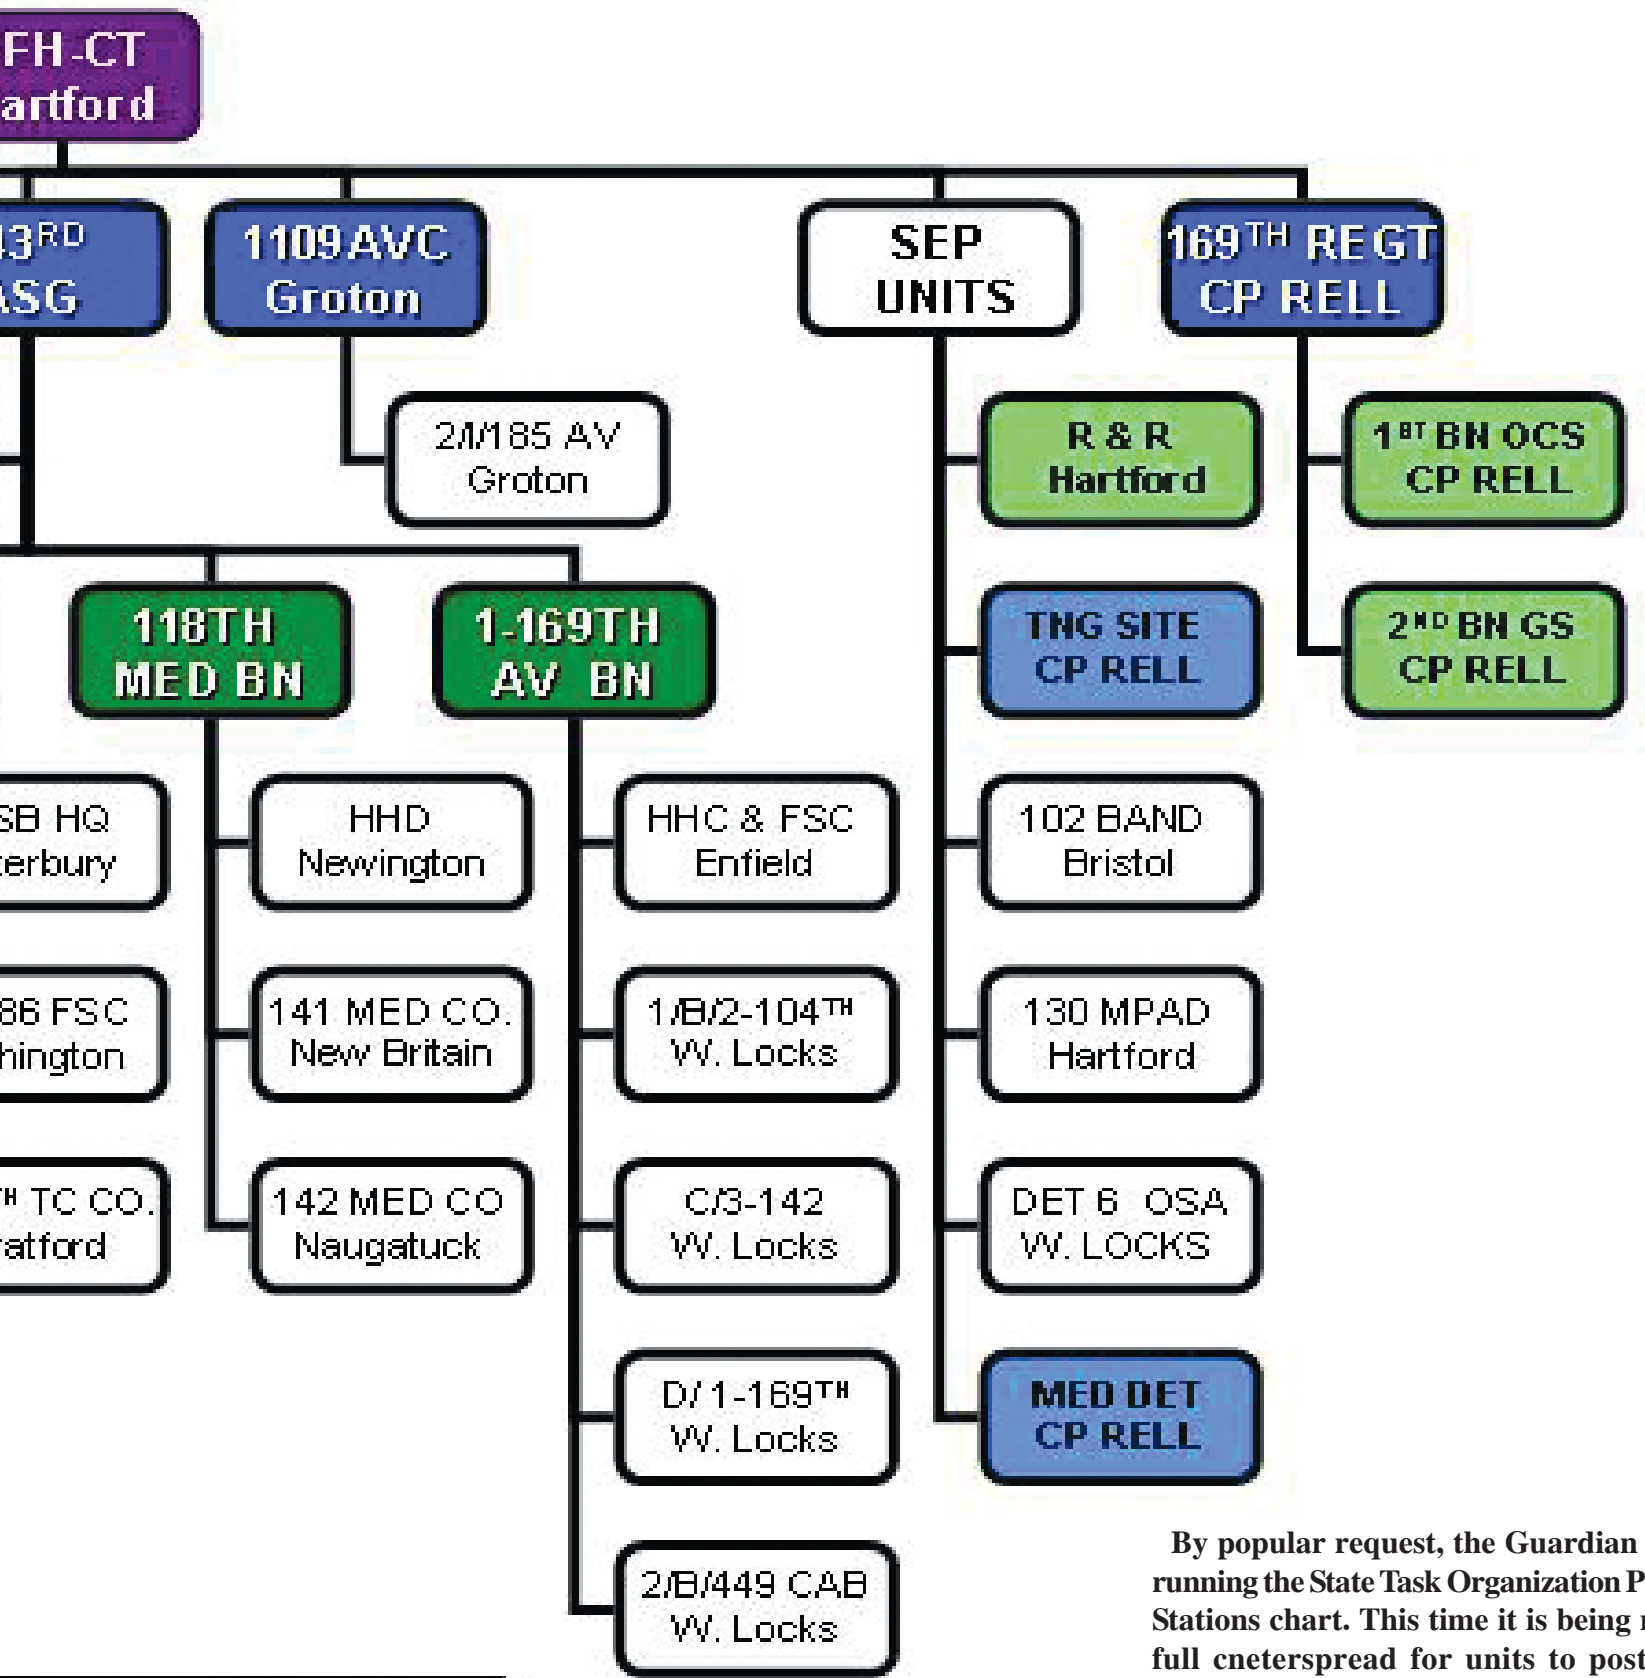 FH-CT
artford
43RD
ASG
1109 AVC
Groton
SEP
UNITS
169TH REGT
CP RELL
2/I/185 AV
Groton
R & R
Hartford
1ST BN OCS
CP RELL
118TH
MED BN
1-169TH
AV BN
TNG SITE
CP RELL
2ND BN GS
CP RELL
SB HQ
terbury
HHD
Newington
HHC & FSC
Enfield
102 BAND
Bristol
86 FSC
hington
141 MED CO.
New Britain
1/B/2-104TH
W. Locks
130 MPAD
Hartford
TH TC CO.
ratford
142 MED CO
Naugatuck
C/3-142
W. Locks
DET 6 OSA
W. LOCKS
D/ 1-169TH
W. Locks
MED DET
CP RELL
2/B/449 CAB
W. Locks
By popular request, the Guardian
running the State Task Organization P
Stations chart. This time it is being
full cneterspread for units to post